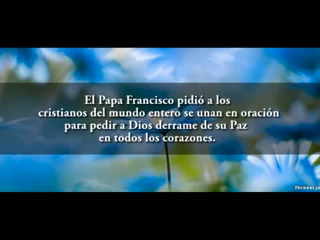 El Papa Francisco pidió a los
cristianos del mundo entero se unan en oración
para pedir a Dios derrame de su Paz
en todos los corazones.